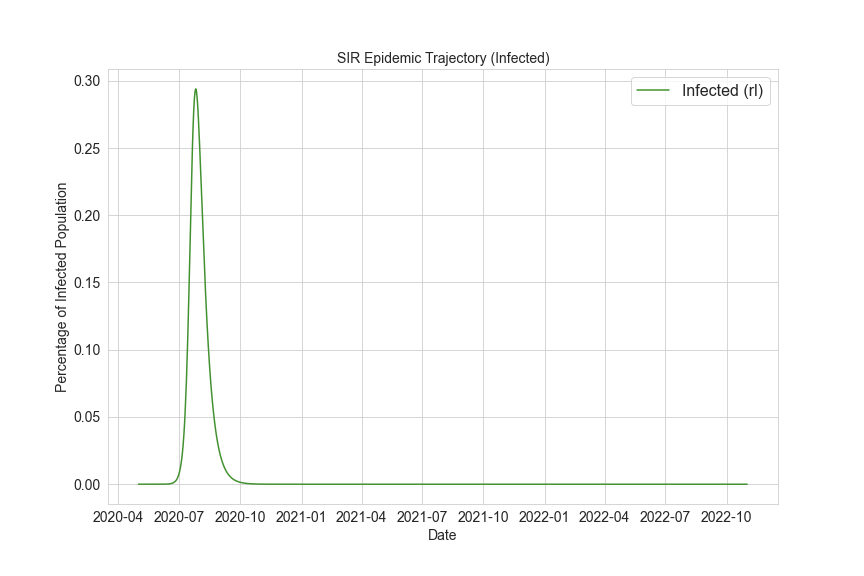 SIR Epidemic Trajectory (Infected)
Infected (rI)
Percentage of Infected Population
0.30
0.25
0.20
0.15
0.10
0.05
0.00
2020-04 2020-07 2020-10 2021-01 2021-04 2021-07 2021-10 2022-01 2022-04 2022-07 2022-10
Date